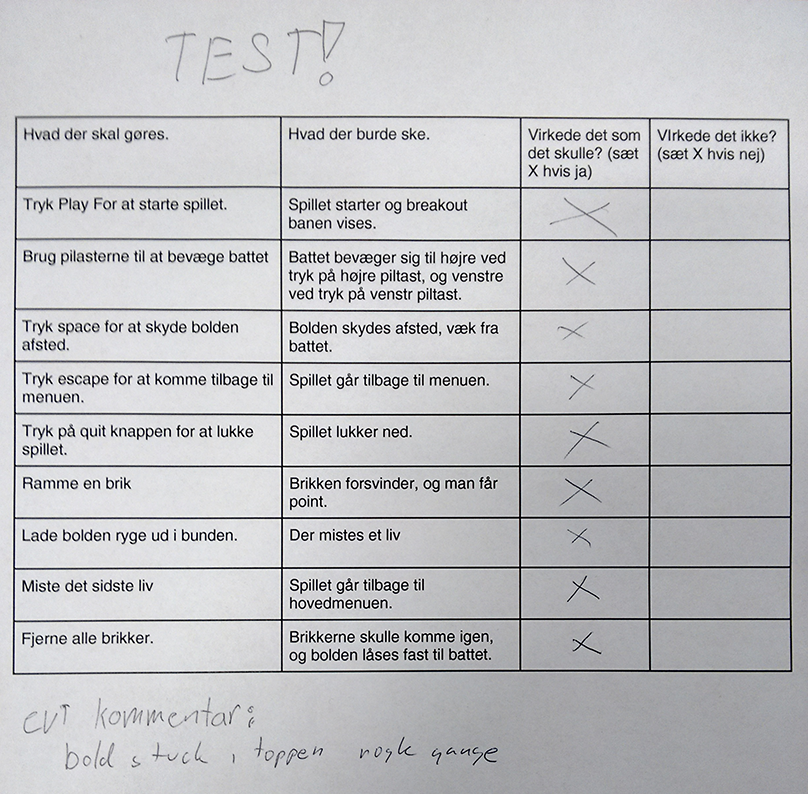 TEST!
Hvad der skal gøres.
Hvad der burde ske.
Virkede det som
det skulle? (sæt
X hvis ja)
VIrkede det ikke?
(sæt X hvis nej)
Tryk Play For at starte spillet.
Spillet starter og breakout
banen vises.
X
Brug pilasterne til at bevæge battet
Battet bevæger sig til højre ved
tryk på højre piltast, og venstre
ved tryk på venstr piltast.
X
Tryk space for at skyde bolden
afsted.
Bolden skydes afsted, væk fra
battet.
X
Tryk escape for at komme tilbage til
menuen.
Spillet går tilbage til menuen.
X
Tryk på quit knappen for at lukke
spillet.
Spillet lukker ned.
X
Ramme en brik
Brikken forsvinder, og man får
point.
X
Lade bolden ryge ud i bunden.
Der mistes et liv
X
Miste det sidste liv
Spillet går tilbage til
hovedmenuen.
X
Fjerne alle brikker.
Brikkerne skulle komme igen,
og bolden låses fast til battet.
X
evt kommentar:
bold stuck i toppen gange